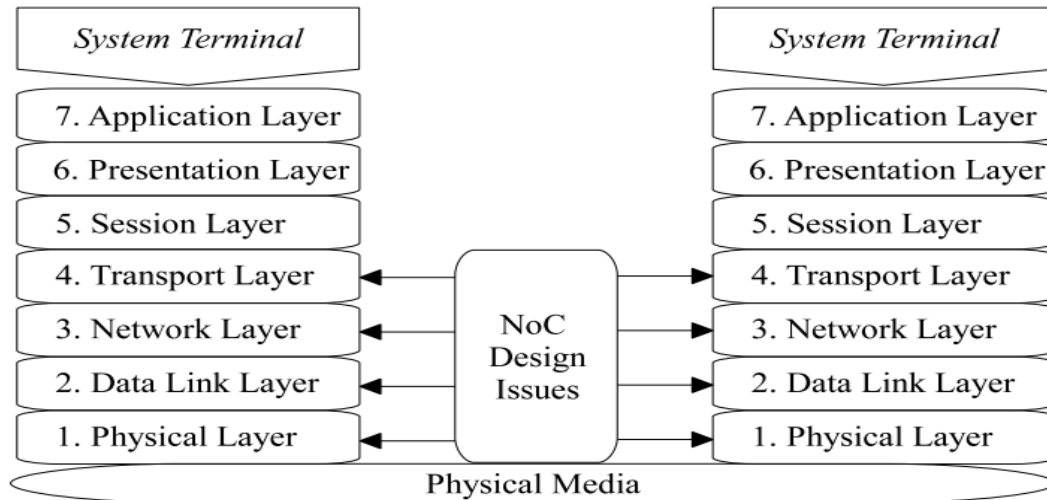 System Terminal
7. Application Layer
6. Presentation Layer
5. Session Layer
4. Transport Layer
3. Network Layer
2. Data Link Layer
1. Physical Layer
NoC
Design
Issues
System Terminal
7. Application Layer
6. Presentation Layer
5. Session Layer
4. Transport Layer
3. Network Layer
2. Data Link Layer
1. Physical Layer
Physical Media